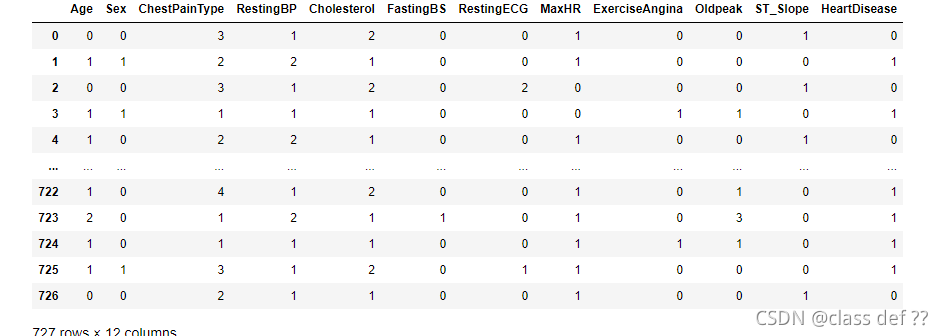 Age Sex ChestPainType RestingBP Cholesterol FastingBS RestingECG MaxHR ExerciseAngina Oldpeak ST_Slope HeartDisease
0 0 0 3 1 2 0 0 1 0 0 1 0
1 1 1 2 2 1 0 0 1 0 0 0 1
2 0 0 3 1 2 0 2 0 0 0 1 0
3 1 1 1 1 1 0 0 0 1 1 0 1
4 1 0 2 2 1 0 0 1 0 0 1 0
... ... ... ... ... ... ... ... ... ... ... ... ...
722 1 0 4 1 2 0 0 1 0 1 0 1
723 2 0 1 2 1 1 0 1 0 3 0 1
724 1 0 1 1 1 0 0 0 1 1 0 1
725 1 1 3 1 2 0 1 1 0 0 0 1
726 0 0 2 1 1 0 0 1 0 0 1 0
727 rows × 12 columns
CSDN @class def ??